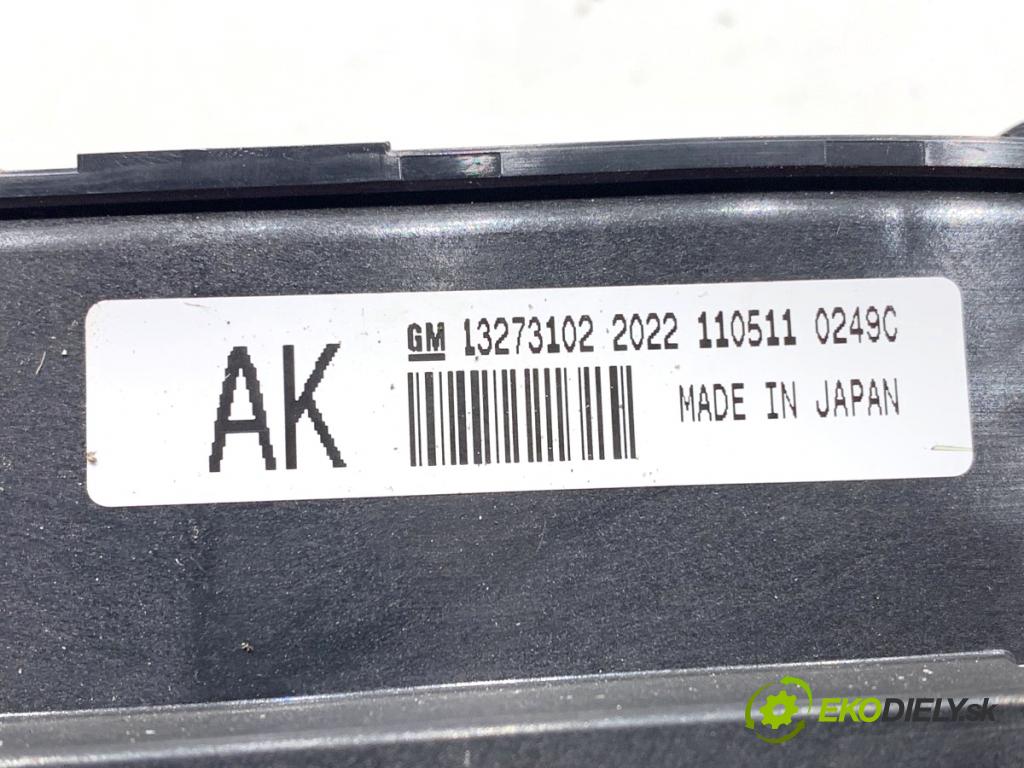 GM 13273102 2022 110511 0249C
AK
MADE IN JAPAN
EKODIELY.sk